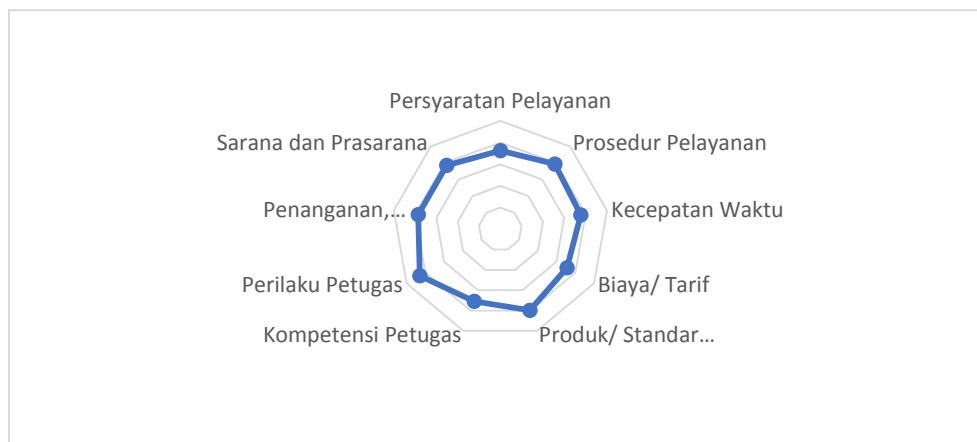 Persyaratan Pelayanan
Prosedur Pelayanan
Kecepatan Waktu
Biaya/ Tarif
Produk/ Standar...
Kompetensi Petugas
Perilaku Petugas
Penanganan,...
Sarana dan Prasarana